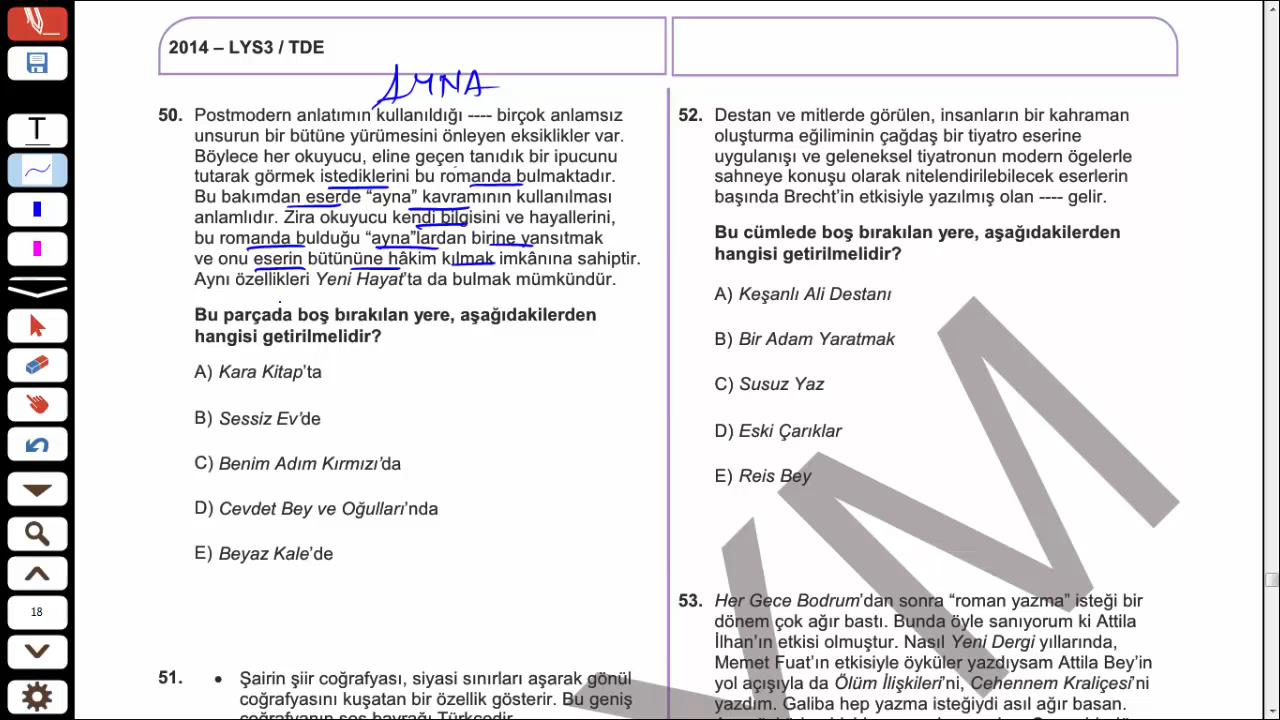 2014 – LYS3 / TDE
AYNA
50. Postmodern anlatımın kullanıldığı ---- birçok anlamsız
unsurun bir bütüne yürümesini önleyen eksiklikler var.
Böylece her okuyucu, eline geçen tanıdık bir ipucunu
tutarak görmek istediklerini bu romanda bulmaktadır.
Bu bakımdan eserde “ayna” kavramının kullanılması
anlamlıdır. Zira okuyucu kendi bilgisini ve hayallerini,
bu romanda bulduğu “ayna”lardan birine yansıtmak
ve onu eserin bütününe hâkim kılmak imkânına sahiptir.
Aynı özellikleri Yeni Hayat’ta da bulmak mümkündür.
Bu parçada boş bırakılan yere, aşağıdakilerden
hangisi getirilmelidir?
A) Kara Kitap’ta
B) Sessiz Ev’de
C) Benim Adım Kırmızı’da
D) Cevdet Bey ve Oğulları’nda
E) Beyaz Kale’de
51. • Şairin şiir coğrafyası, siyasi sınırları aşarak gönül
coğrafyasını kuşatan bir özellik gösterir. Bu geniş
coğrafyanın ses bayrağı Türkçedir.
52. Destan ve mitlerde görülen, insanların bir kahraman
oluşturma eğiliminin çağdaş bir tiyatro eserine
uygulanışı ve geleneksel tiyatronun modern ögelerle
sahneye konuşu olarak nitelendirilebilecek eserlerin
başında Brecht’in etkisiyle yazılmış olan ---- gelir.
Bu cümlede boş bırakılan yere, aşağıdakilerden
hangisi getirilmelidir?
A) Keşanlı Ali Destanı
B) Bir Adam Yaratmak
C) Susuz Yaz
D) Eski Çarıklar
E) Reis Bey
53. Her Gece Bodrum’dan sonra “roman yazma” isteği bir
dönem çok ağır bastı. Bunda öyle sanıyorum ki Attila
İlhan’ın etkisi olmuştur. Nasıl Yeni Dergi yıllarında,
Memet Fuat’ın etkisiyle öyküler yazdıysam Attila Bey’in
yol açışıyla da Ölüm İlişkileri’ni, Cehennem Kraliçesi’ni
yazdım. Galiba hep yazma isteğiydi asıl ağır basan.
T
18
YM